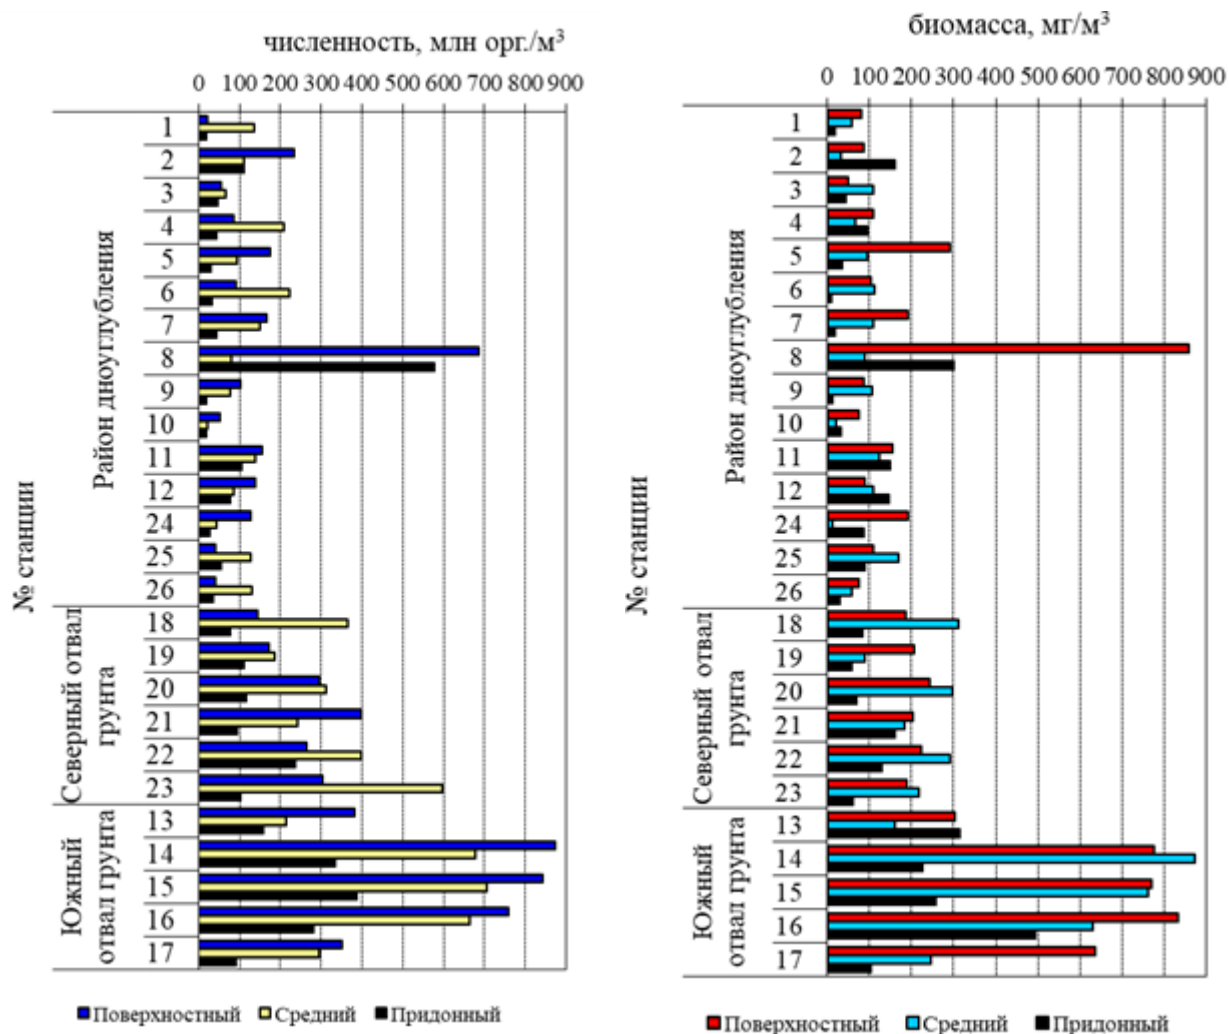 численность, млн орг./м³
0 100 200 300 400 500 600 700 800 900
№ станции
Район дноуглубления
1
2
3
4
5
6
7
8
9
10
11
12
24
25
26
Северный отвал
грунта
18
19
20
21
22
23
Южный
отвал грунта
13
14
15
16
17
Поверхностный Средний Придонный
биомасса, мг/м³
0 100 200 300 400 500 600 700 800 900
№ станции
Район дноуглубления
1
2
3
4
5
6
7
8
9
10
11
12
24
25
26
Северный отвал
грунта
18
19
20
21
22
23
Южный
отвал грунта
13
14
15
16
17
Поверхностный Средний Придонный